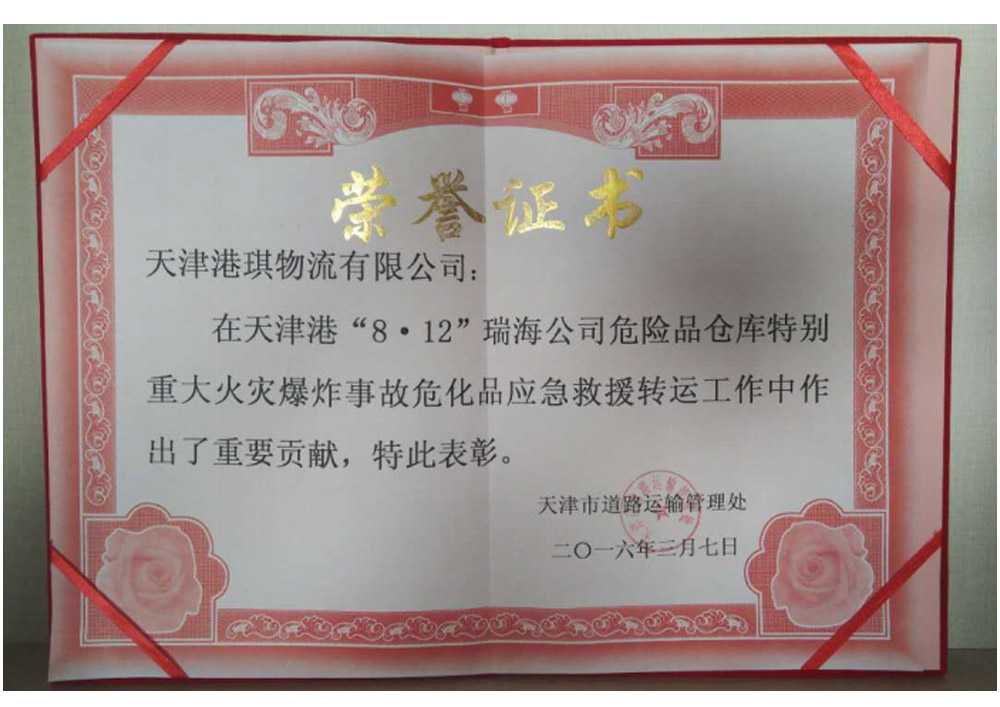 荣誉证书
天津港琪物流有限公司：
在天津港“8·12”瑞海公司危险品仓库特别
重大火灾爆炸事故危化品应急救援转运工作中作
出了重要贡献，特此表彰。
天津市道路运输管理处
二〇一六年三月七日